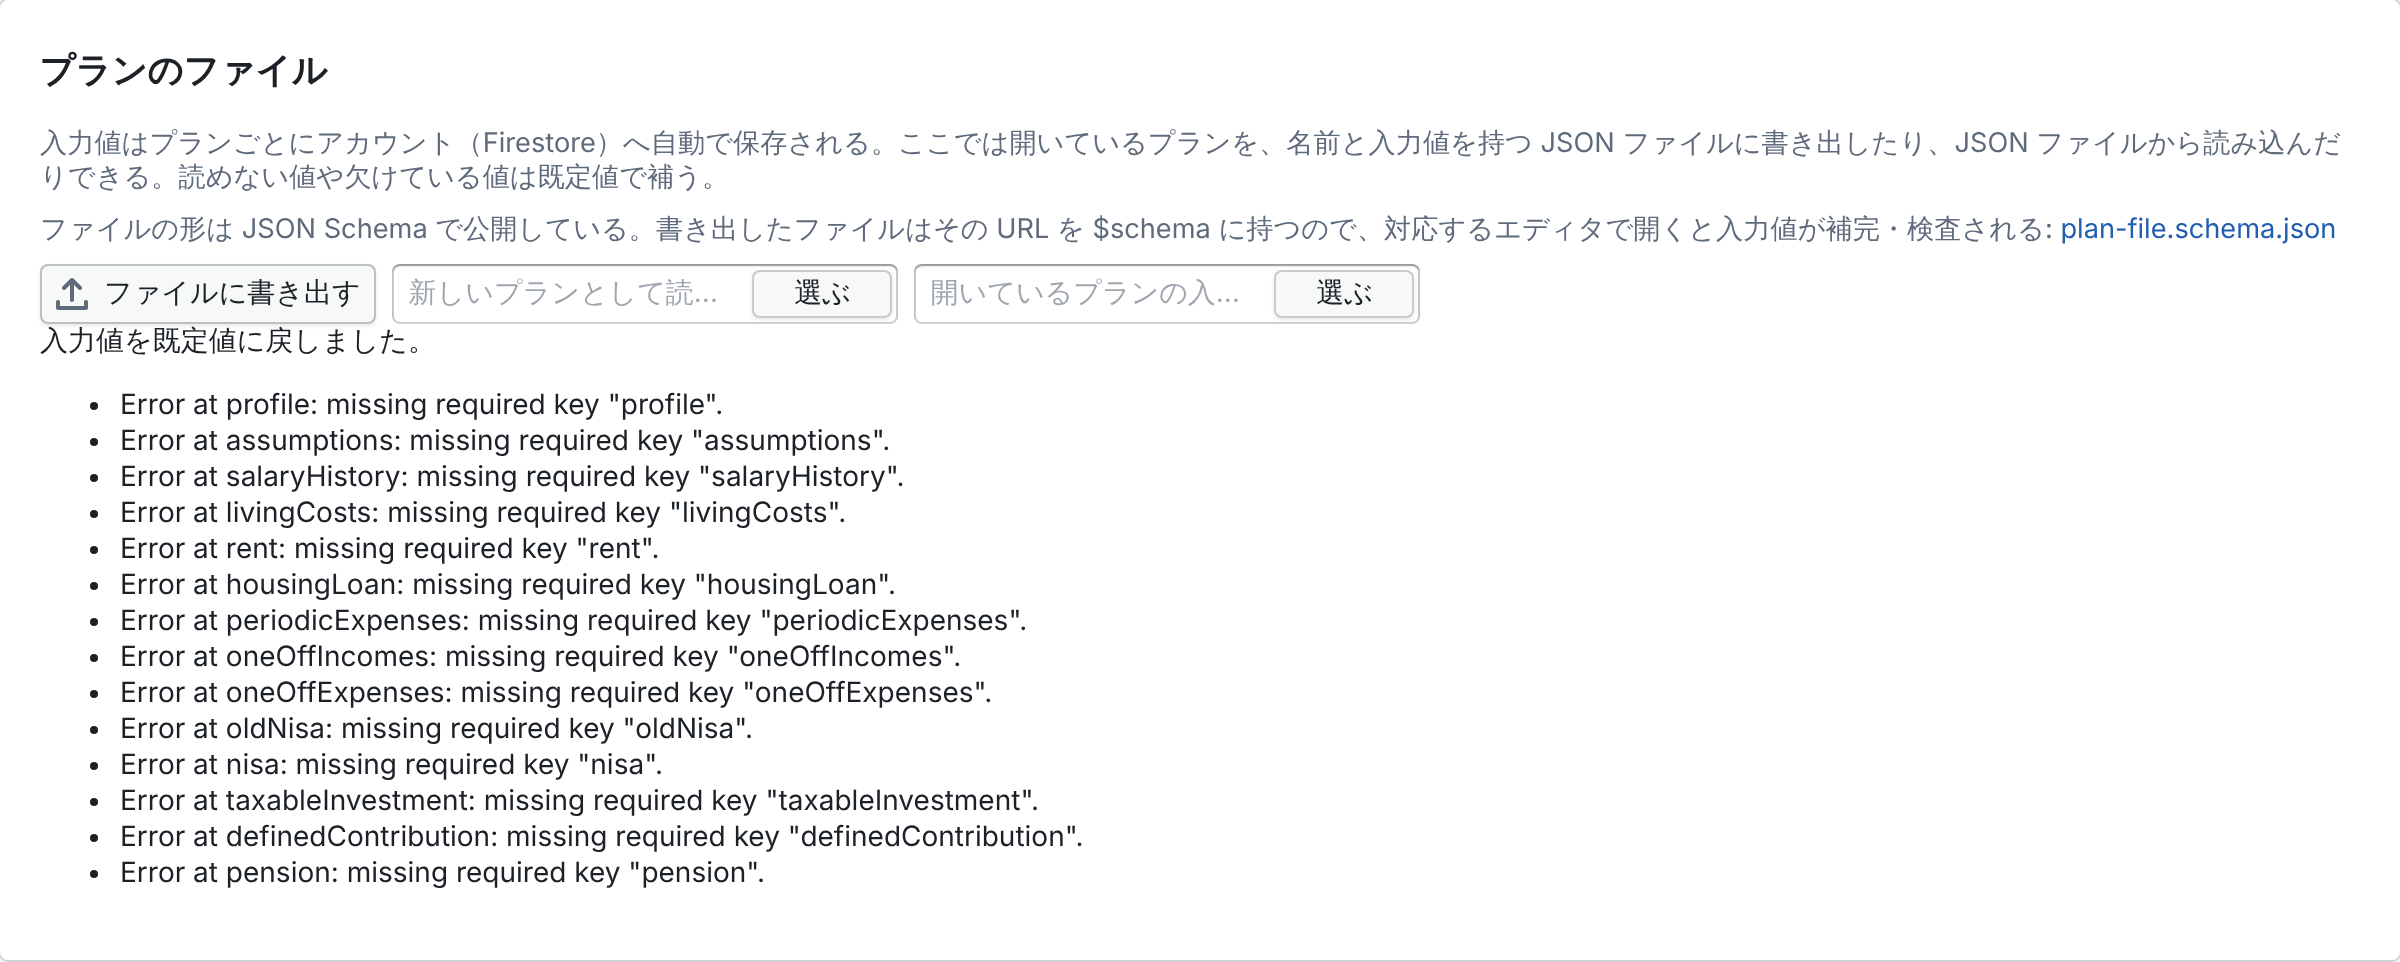 プランのファイル
入力値はプランごとにアカウント（Firestore）へ自動で保存される。ここでは開いているプランを、名前と入力値を持つ JSON ファイルに書き出したり、JSON ファイルから読み込んだ
りできる。読めない値や欠けている値は既定値で補う。
ファイルの形は JSON Schema で公開している。書き出したファイルはその URL を $schema に持つので、対応するエディタで開くと入力値が補完・検査される: plan-file.schema.json
ファイルに書き出す 新しいプランとして読... 選ぶ 開いているプランの入... 選ぶ
入力値を既定値に戻しました。
• Error at profile: missing required key "profile".
• Error at assumptions: missing required key "assumptions".
• Error at salaryHistory: missing required key "salaryHistory".
• Error at livingCosts: missing required key "livingCosts".
• Error at rent: missing required key "rent".
• Error at housingLoan: missing required key "housingLoan".
• Error at periodicExpenses: missing required key "periodicExpenses".
• Error at oneOffIncomes: missing required key "oneOffIncomes".
• Error at oneOffExpenses: missing required key "oneOffExpenses".
• Error at oldNisa: missing required key "oldNisa".
• Error at nisa: missing required key "nisa".
• Error at taxableInvestment: missing required key "taxableInvestment".
• Error at definedContribution: missing required key "definedContribution".
• Error at pension: missing required key "pension".